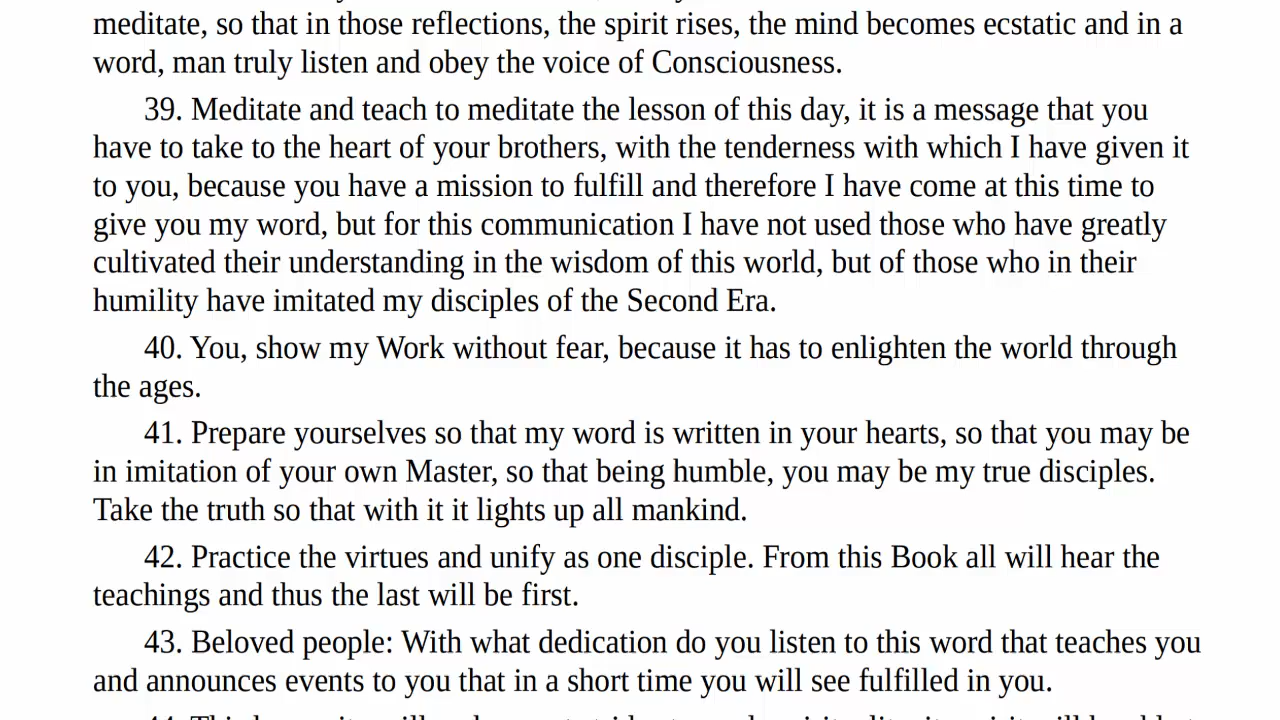 meditate, so that in those reflections, the spirit rises, the mind becomes ecstatic and in a
word, man truly listen and obey the voice of Consciousness.
39. Meditate and teach to meditate the lesson of this day, it is a message that you
have to take to the heart of your brothers, with the tenderness with which I have given it
to you, because you have a mission to fulfill and therefore I have come at this time to
give you my word, but for this communication I have not used those who have greatly
cultivated their understanding in the wisdom of this world, but of those who in their
humility have imitated my disciples of the Second Era.
40. You, show my Work without fear, because it has to enlighten the world through
the ages.
41. Prepare yourselves so that my word is written in your hearts, so that you may be
in imitation of your own Master, so that being humble, you may be my true disciples.
Take the truth so that with it it lights up all mankind.
42. Practice the virtues and unify as one disciple. From this Book all will hear the
teachings and thus the last will be first.
43. Beloved people: With what dedication do you listen to this word that teaches you
and announces events to you that in a short time you will see fulfilled in you.